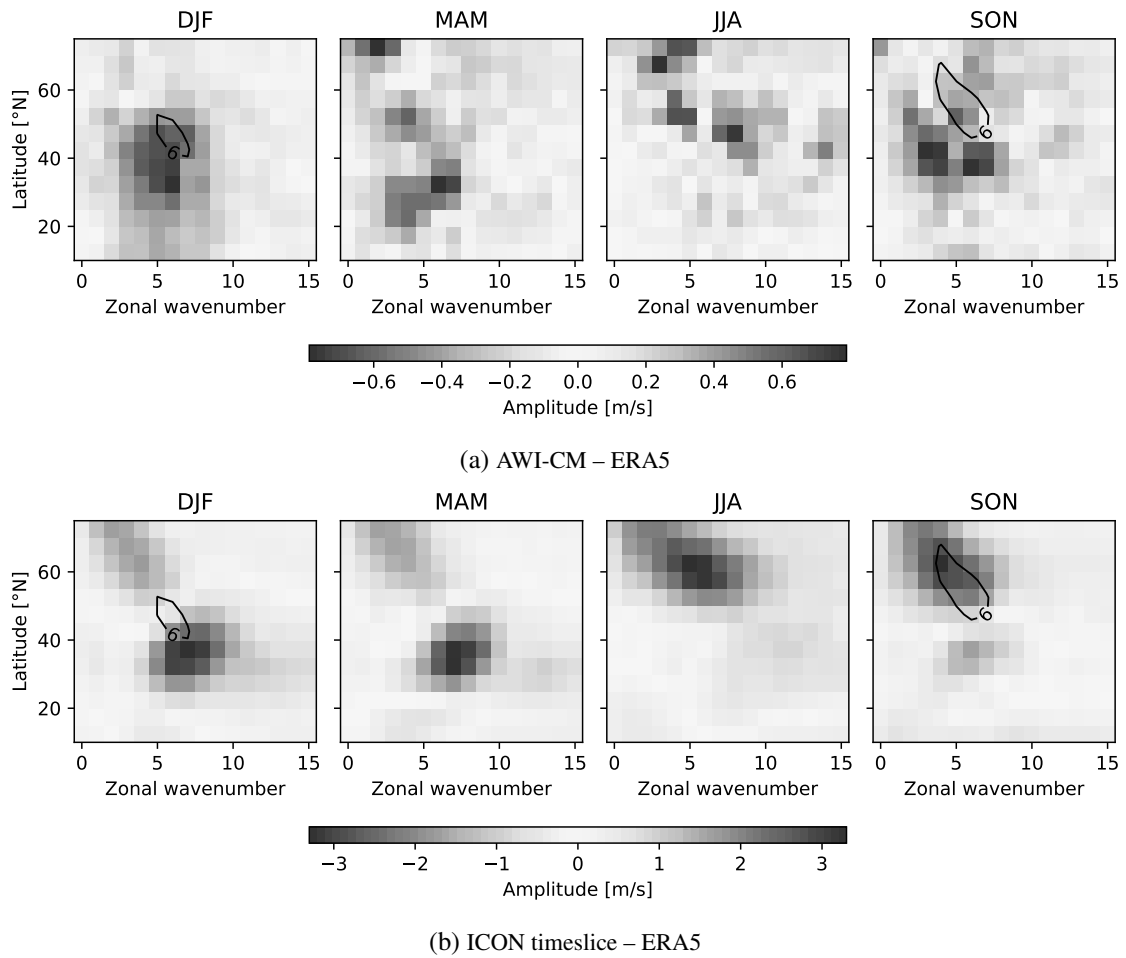 DJF MAM JJA SON
Latitude [°N]
60
40
20
6 6
0 5 10 15 0 5 10 15 0 5 10 15 0 5 10 15
Zonal wavenumber Zonal wavenumber Zonal wavenumber Zonal wavenumber
−0.6 −0.4 −0.2 0.0 0.2 0.4 0.6
Amplitude [m/s]
(a) AWI-CM – ERA5
DJF MAM JJA SON
Latitude [°N]
60
40
20
6 6
0 5 10 15 0 5 10 15 0 5 10 15 0 5 10 15
Zonal wavenumber Zonal wavenumber Zonal wavenumber Zonal wavenumber
−3 −2 −1 0 1 2 3
Amplitude [m/s]
(b) ICON timeslice – ERA5